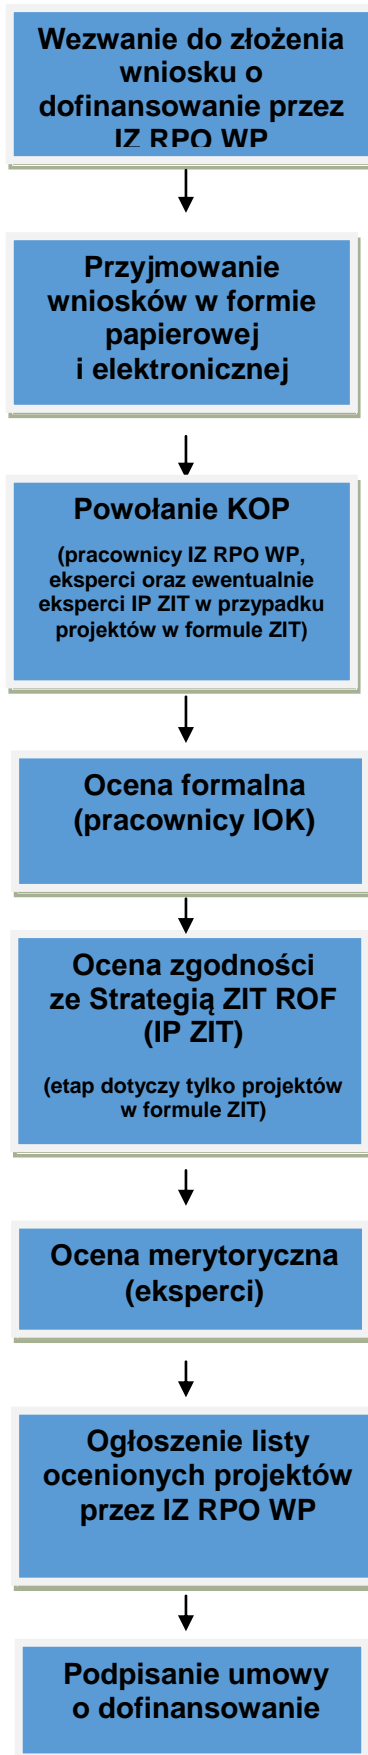 Wezwanie do złożenia
wniosku o
dofinansowanie przez
IZ RPO WP
Przyjmowanie
wniosków w formie
papierowej
i elektronicznej
Powołanie KOP
(pracownicy IZ RPO WP,
eksperci oraz ewentualnie
eksperci IP ZIT w przypadku
projektów w formule ZIT)
Ocena formalna
(pracownicy IOK)
Ocena zgodności
ze Strategią ZIT ROF
(IP ZIT)
(etap dotyczy tylko projektów
w formule ZIT)
Ocena merytoryczna
(eksperci)
Ogłoszenie listy
ocenionych projektów
przez IZ RPO WP
Podpisanie umowy
o dofinansowanie